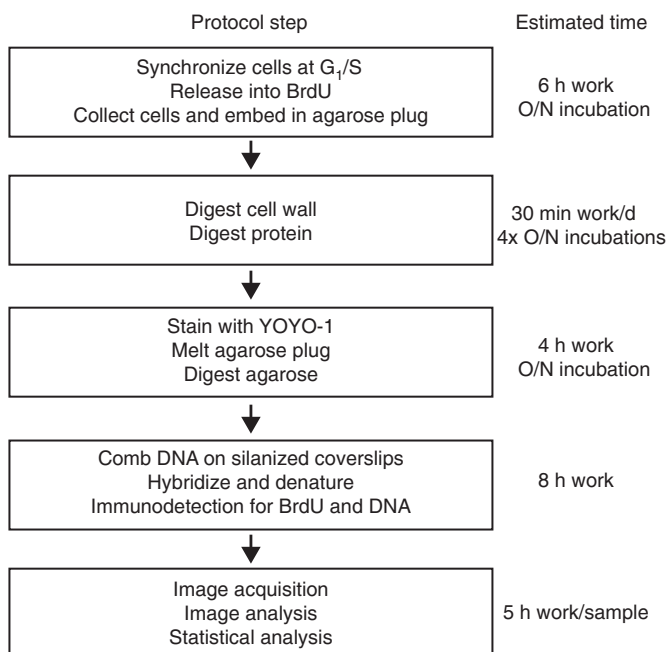 Protocol step
Estimated time
Synchronize cells at G₁/S
Release into BrdU
Collect cells and embed in agarose plug
6 h work
O/N incubation
Digest cell wall
Digest protein
30 min work/d
4x O/N incubations
Stain with YOYO-1
Melt agarose plug
Digest agarose
4 h work
O/N incubation
Comb DNA on silanized coverslips
Hybridize and denature
Immunodetection for BrdU and DNA
8 h work
Image acquisition
Image analysis
Statistical analysis
5 h work/sample